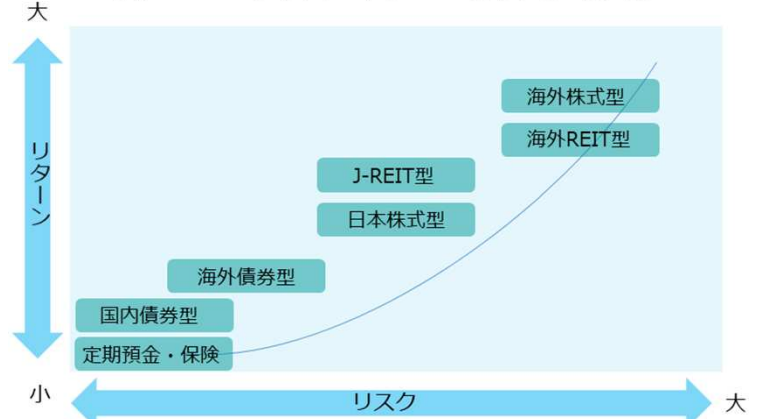 大
海外株式型
海外REIT型
J-REIT型
日本株式型
海外債券型
国内債券型
定期預金・保険
リターン
小
リスク
大